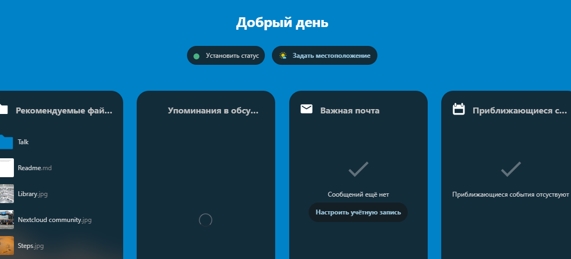 Добрый день
Установить статус
Задать местоположение
Рекомендуемые фай...
Упоминания в обсу...
Важная почта
Приближающиеся с...
Talk
Readme.md
Library.jpg
Nextcloud community.jpg
Steps.jpg
Сообщений ещё нет
Настроить учётную запись
Приближающиеся события отсуствуют